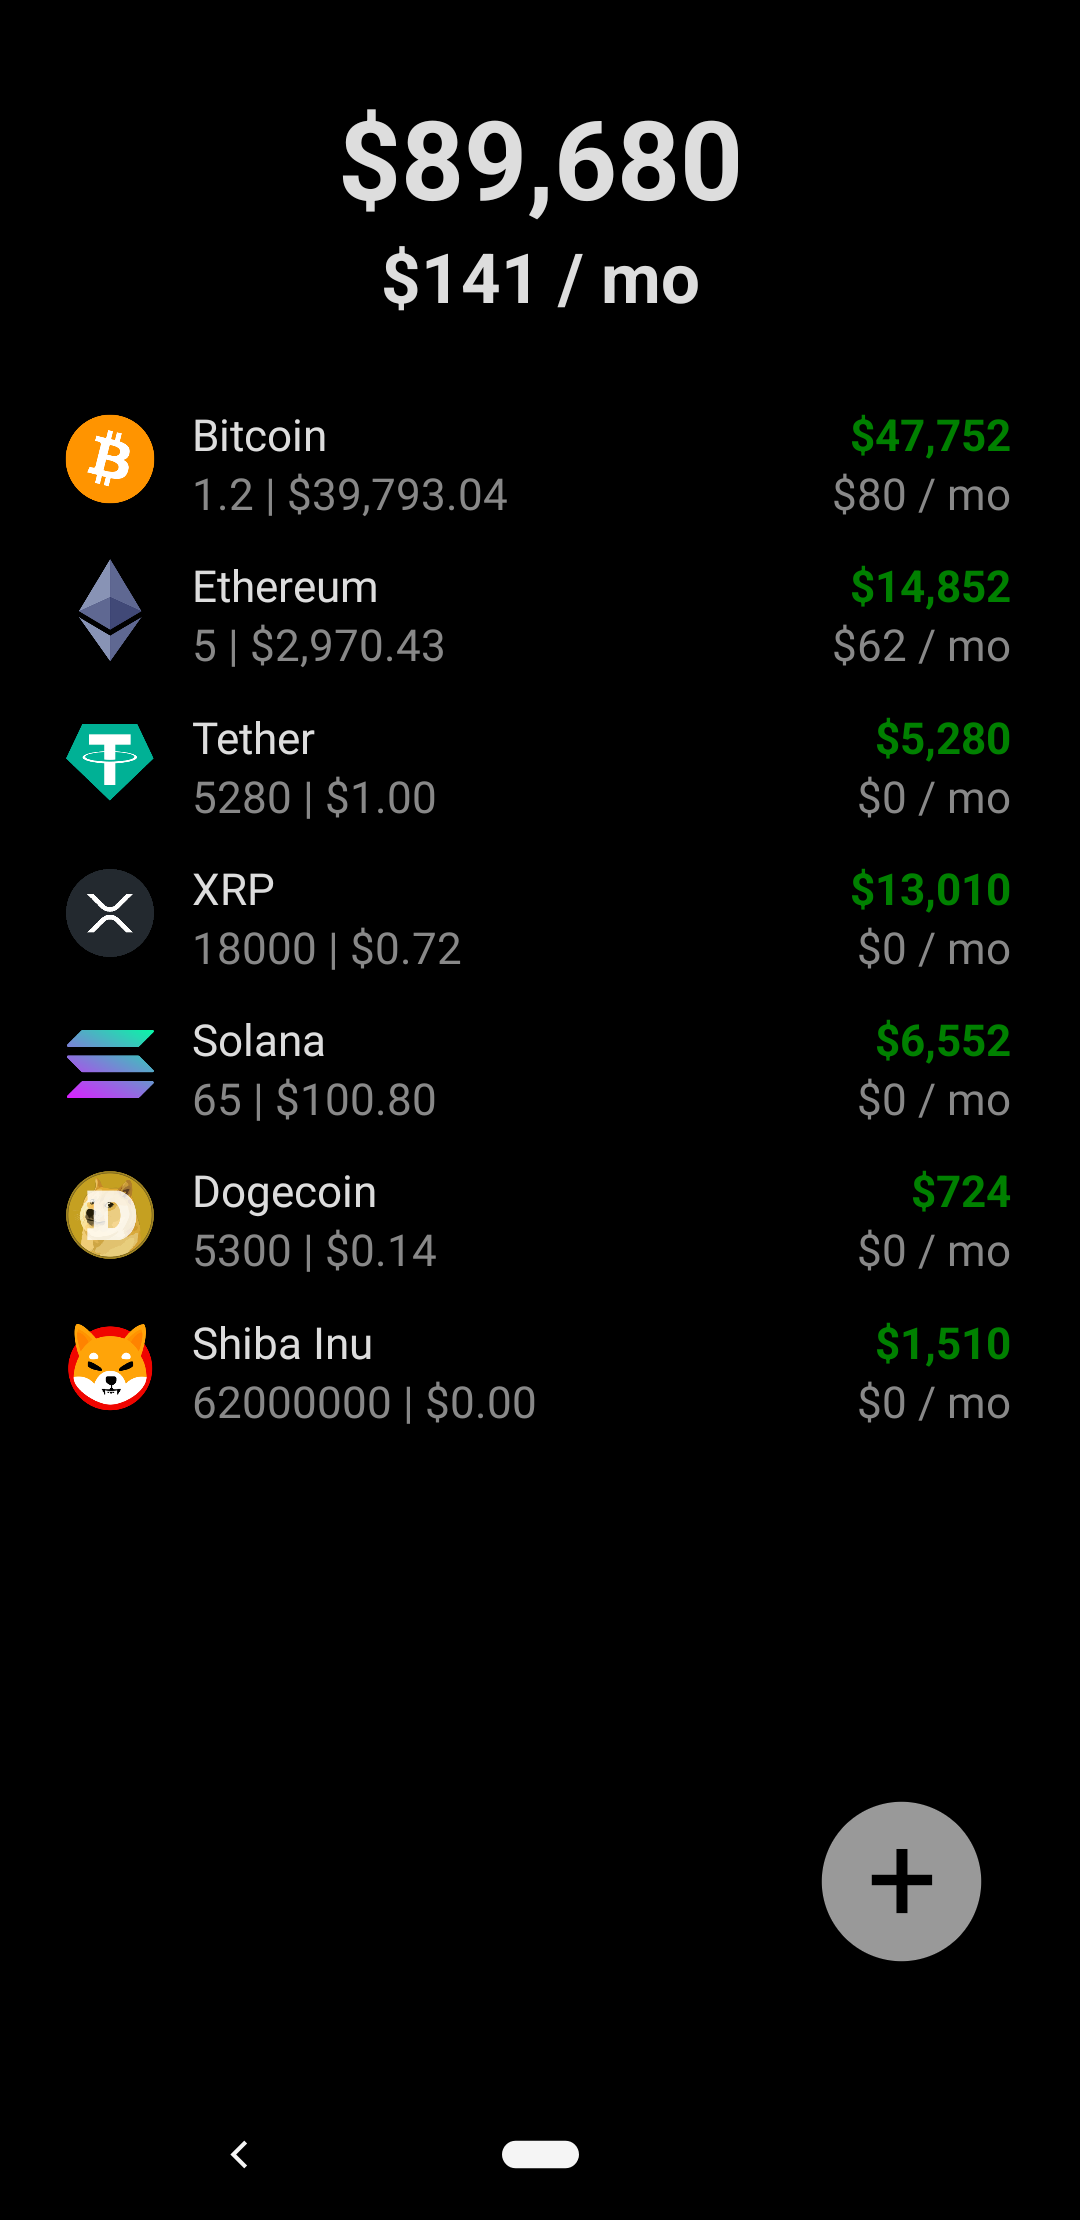 $89,680
$141 / mo
Bitcoin $47,752
1.2 | $39,793.04 $80 / mo
Ethereum $14,852
5 | $2,970.43 $62 / mo
Tether $5,280
5280 | $1.00 $0 / mo
XRP $13,010
18000 | $0.72 $0 / mo
Solana $6,552
65 | $100.80 $0 / mo
Dogecoin $724
5300 | $0.14 $0 / mo
Shiba Inu $1,510
62000000 | $0.00 $0 / mo